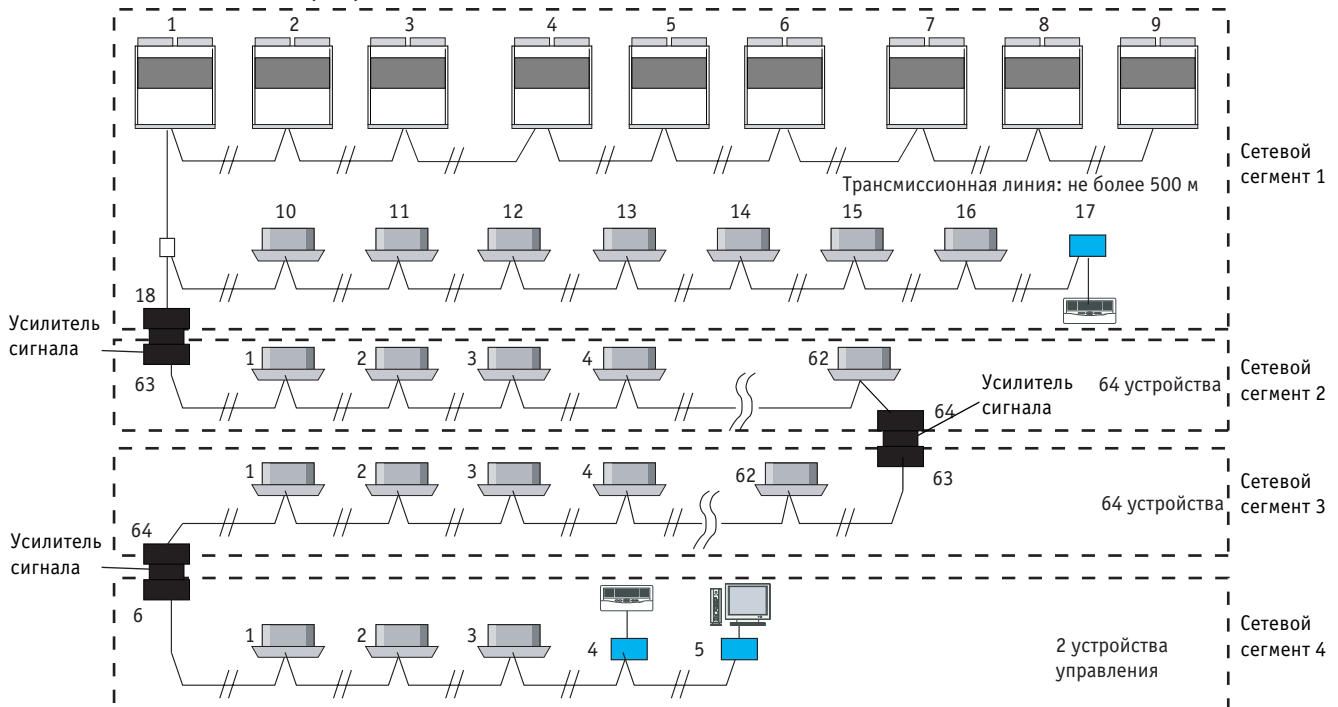 1 2 3 4 5 6 7 8 9
Сетевой
сегмент 1
Трансмиссионная линия: не более 500 м
10 11 12 13 14 15 16 17
18
Усилитель
сигнала
63
1 2 3 4 62
Усилитель
сигнала
64 устройства
Сетевой
сегмент 2
64
63
1 2 3 4 62
64 устройства
Сетевой
сегмент 3
64
Усилитель
сигнала
6
1 2 3 4 5
2 устройства
управления
Сетевой
сегмент 4